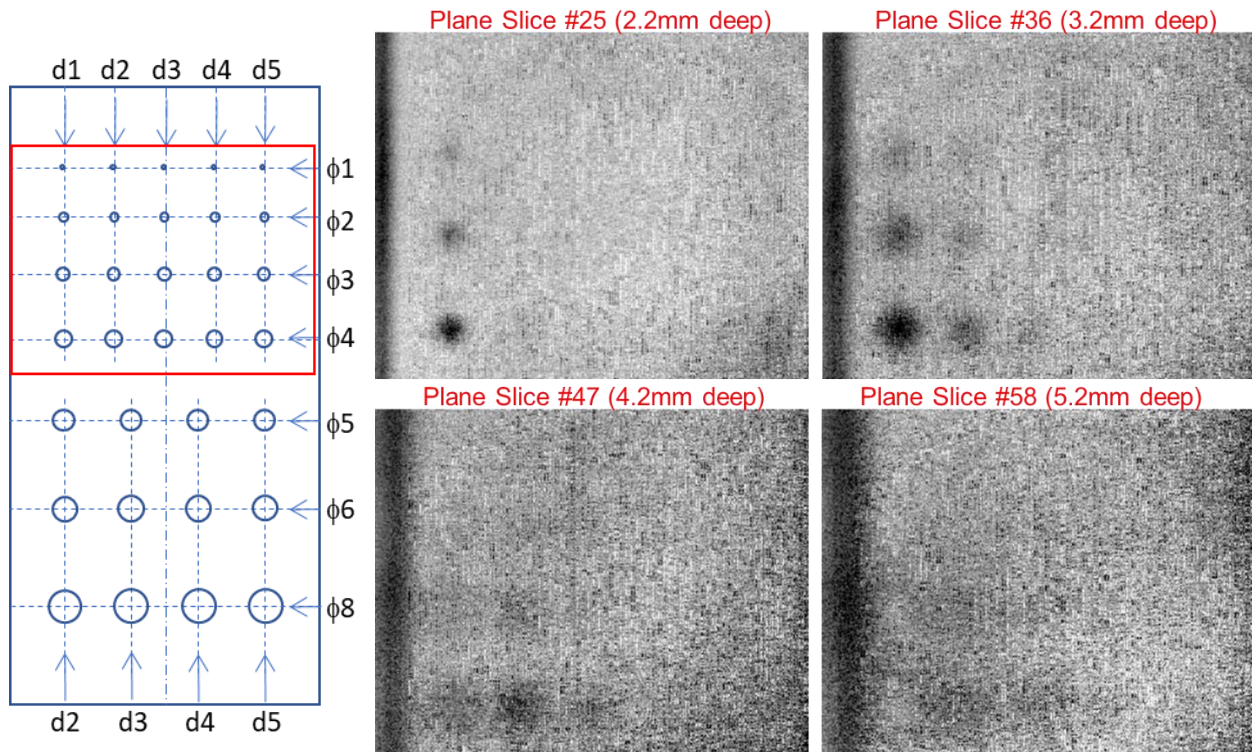 Plane Slice #25 (2.2mm deep)
Plane Slice #36 (3.2mm deep)
d1 d2 d3 d4 d5
ϕ1
ϕ2
ϕ3
ϕ4
Plane Slice #47 (4.2mm deep)
Plane Slice #58 (5.2mm deep)
ϕ5
ϕ6
ϕ8
d2 d3 d4 d5